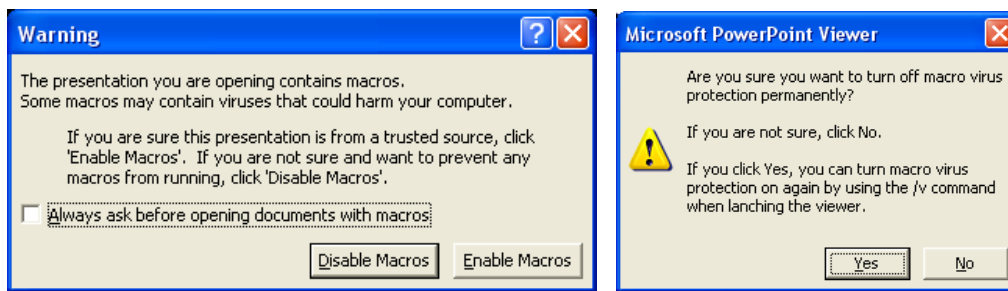 Warning
The presentation you are opening contains macros.
Some macros may contain viruses that could harm your computer.
If you are sure this presentation is from a trusted source, click
'Enable Macros'. If you are not sure and want to prevent any
macros from running, click 'Disable Macros'.
Always ask before opening documents with macros
Disable Macros Enable Macros
Microsoft PowerPoint Viewer
Are you sure you want to turn off macro virus
protection permanently?
If you are not sure, click No.
If you click Yes, you can turn macro virus
protection on again by using the /v command
when lanching the viewer.
Yes No